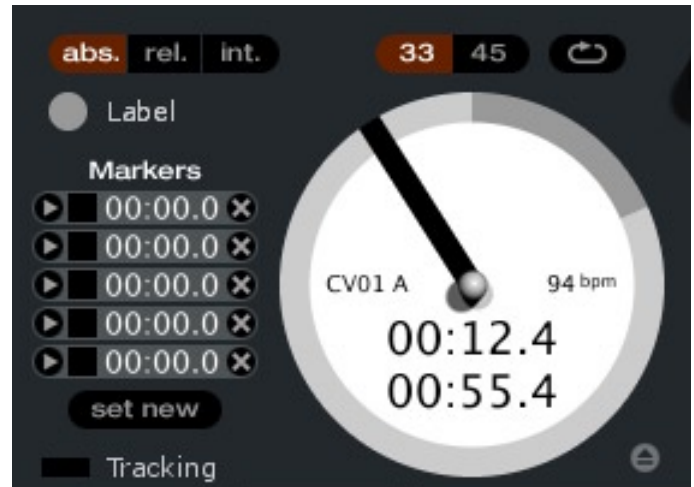 abs. rel. int. 33 45
Label
Markers
00:00.0
00:00.0
00:00.0
00:00.0
00:00.0
set new
Tracking
CV01 A 94 bpm
00:12.4
00:55.4